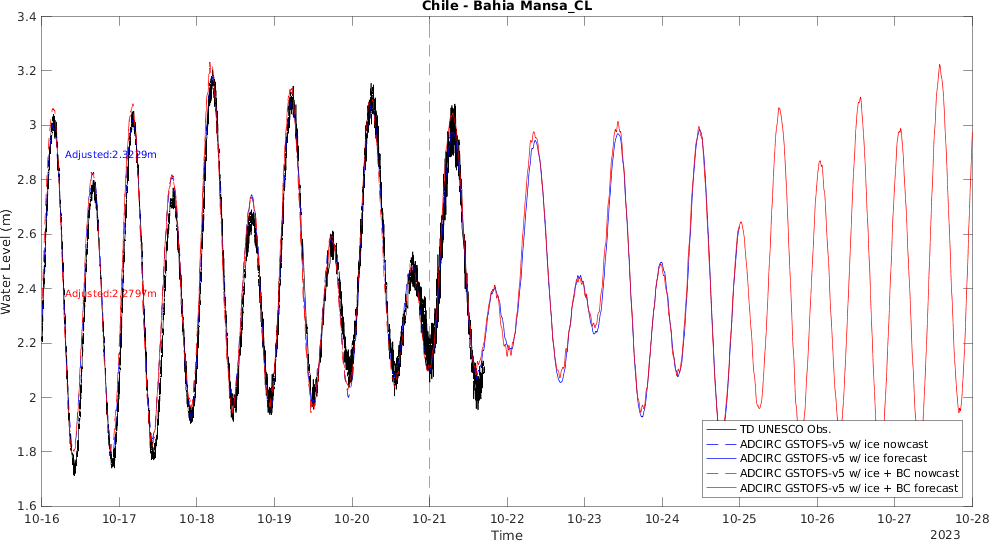 Chile - Bahia Mansa_CL
3.4
3.2
3
2.8
2.6
2.4
2.2
2
1.8
1.6
Water Level (m)
Adjusted:2.3229m
Adjusted:2.2797m
TD UNESCO Obs.
ADCIRC GSTOFS-v5 w/ ice nowcast
ADCIRC GSTOFS-v5 w/ ice forecast
ADCIRC GSTOFS-v5 w/ ice + BC nowcast
ADCIRC GSTOFS-v5 w/ ice + BC forecast
10-16 10-17 10-18 10-19 10-20 10-21 10-22 10-23 10-24 10-25 10-26 10-27 10-28
Time
2023